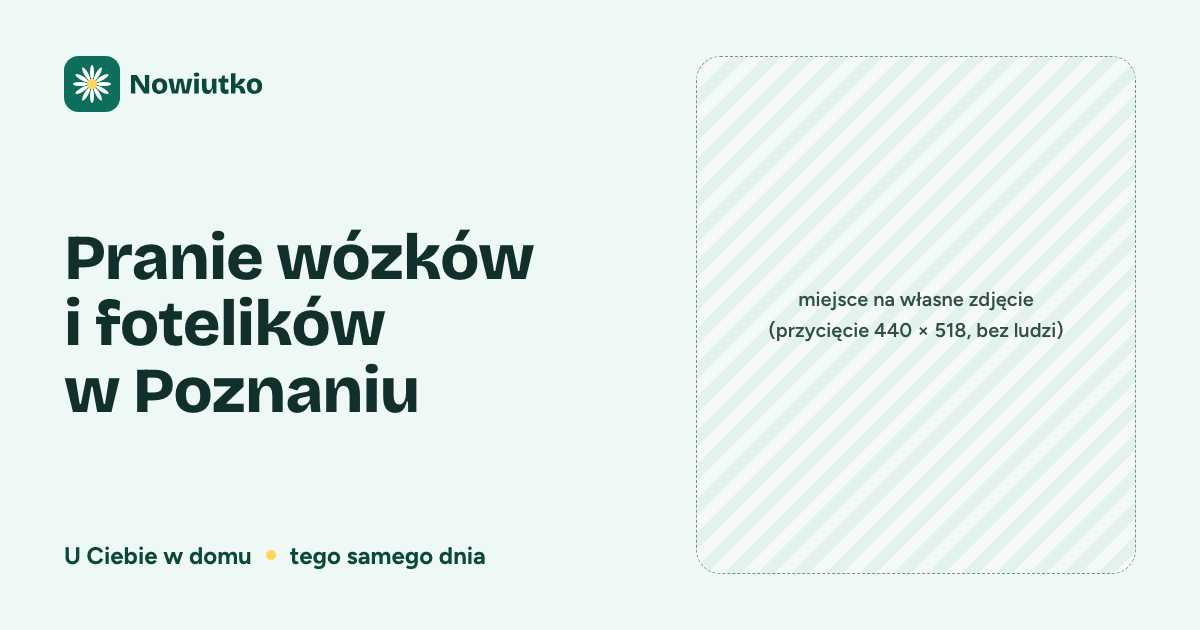 Nowiutko
Pranie wózków
i fotelików
w Poznaniu
U Ciebie w domu • tego samego dnia
miejsce na własne zdjęcie
(przycięcie 440 × 518, bez ludzi)